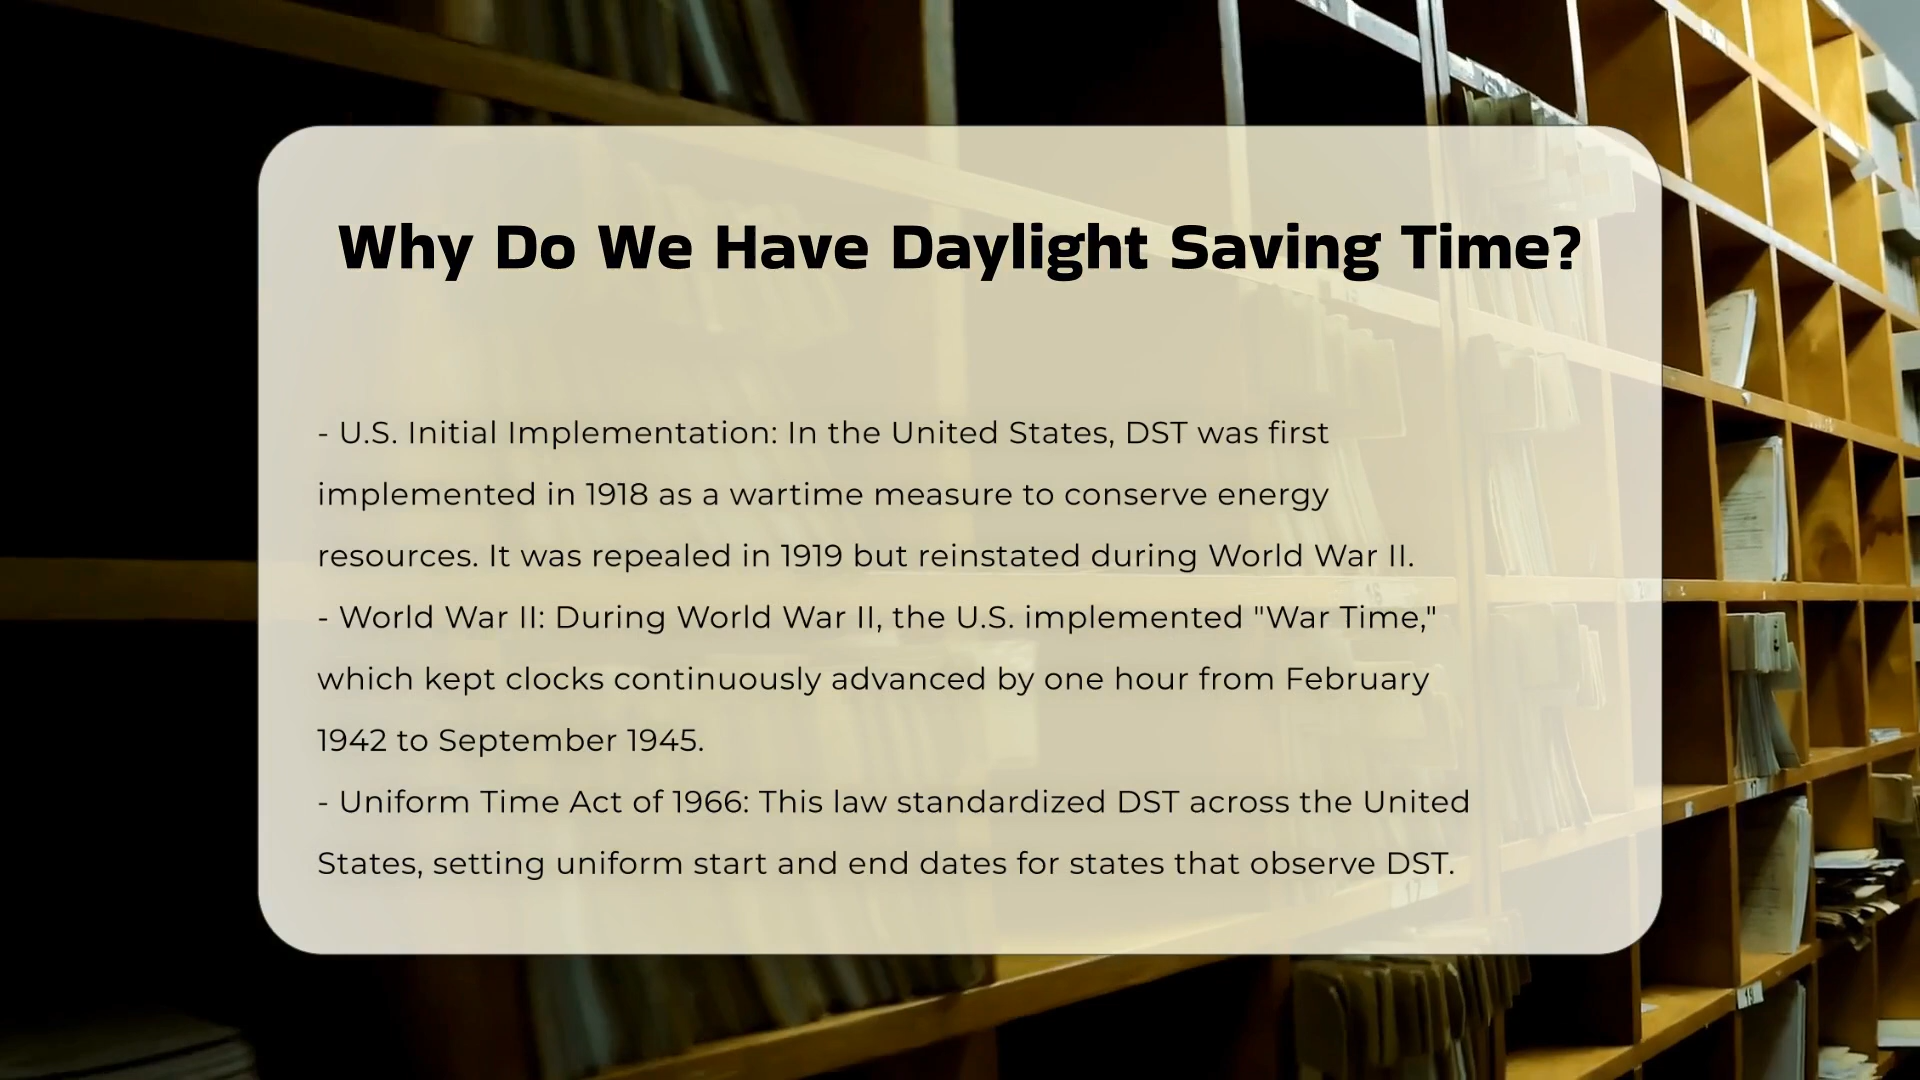 Why Do We Have Daylight Saving Time?
- U.S. Initial Implementation: In the United States, DST was first
implemented in 1918 as a wartime measure to conserve energy
resources. It was repealed in 1919 but reinstated during World War II.
- World War II: During World War II, the U.S. implemented "War Time,"
which kept clocks continuously advanced by one hour from February
1942 to September 1945.
- Uniform Time Act of 1966: This law standardized DST across the United
States, setting uniform start and end dates for states that observe DST.
17
17
19